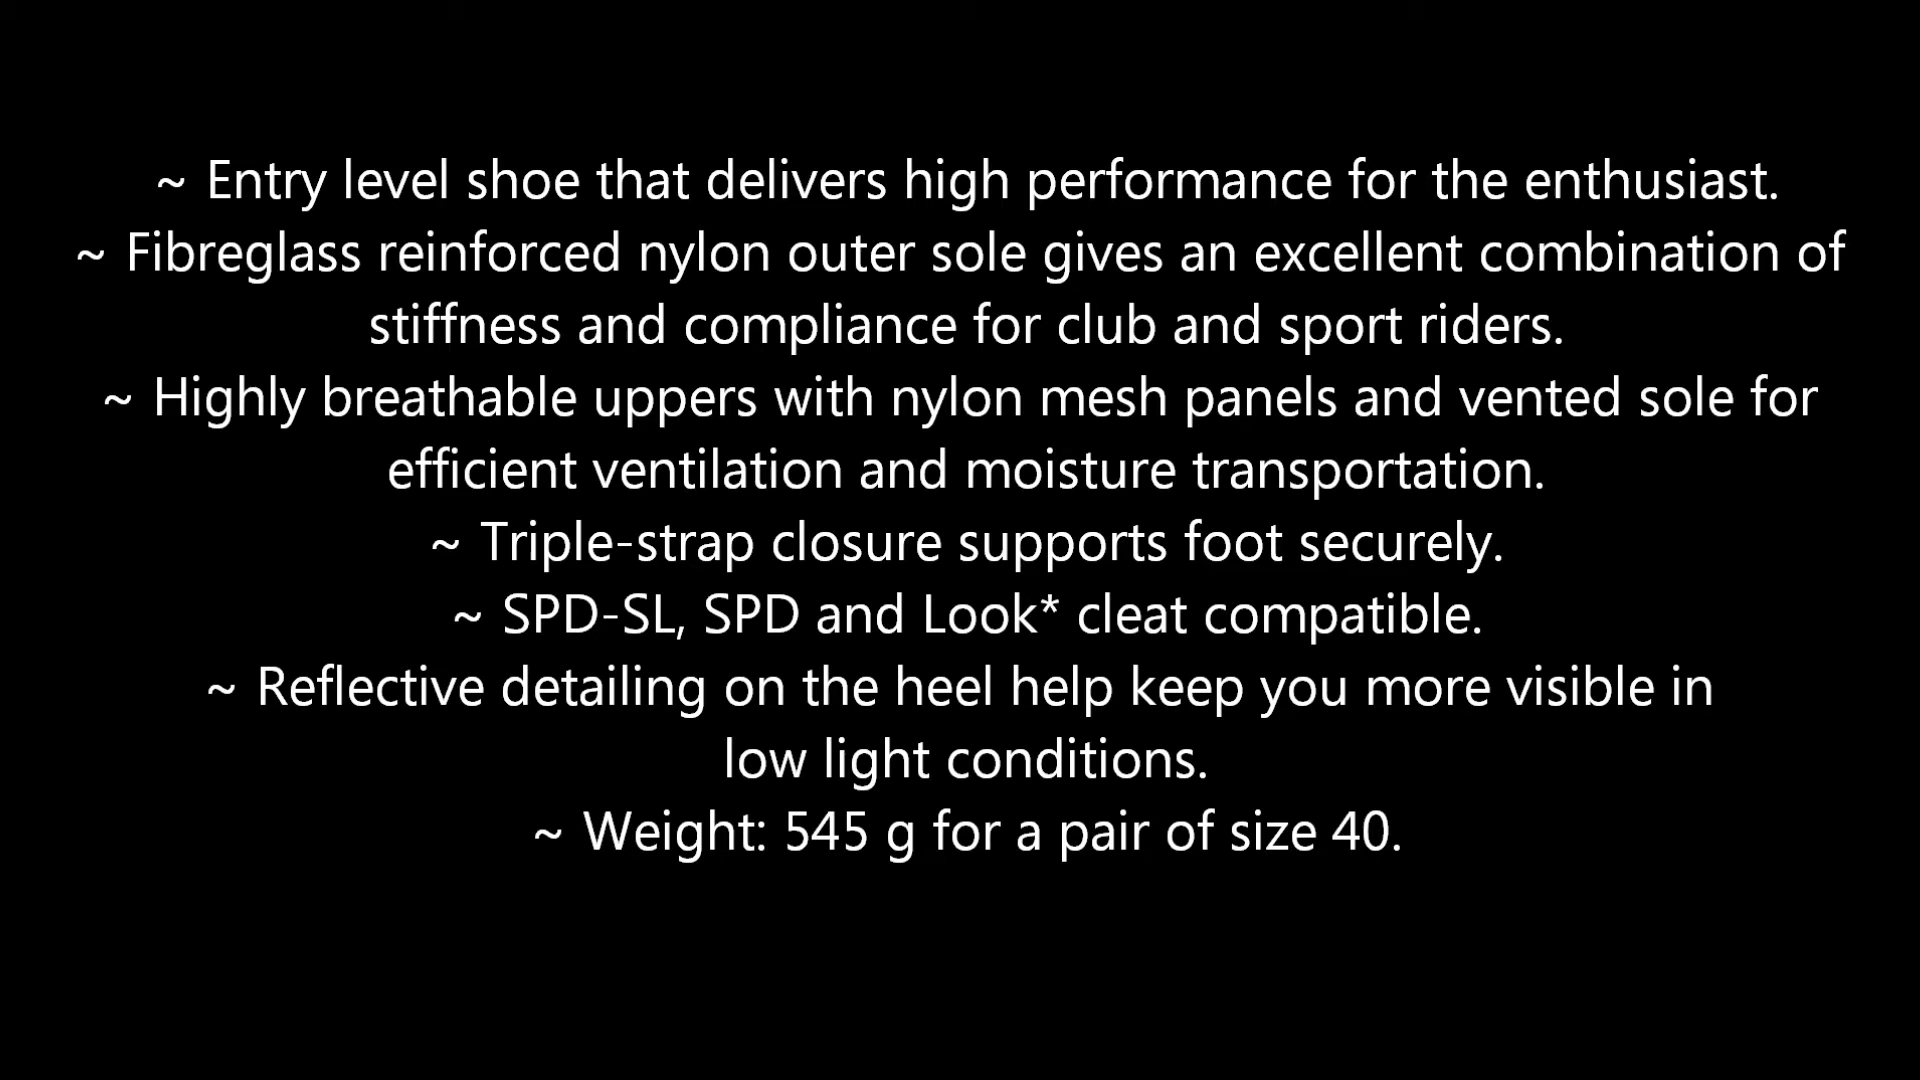 ~ Entry level shoe that delivers high performance for the enthusiast.
~ Fibreglass reinforced nylon outer sole gives an excellent combination of
stiffness and compliance for club and sport riders.
~ Highly breathable uppers with nylon mesh panels and vented sole for
efficient ventilation and moisture transportation.
~ Triple-strap closure supports foot securely.
~ SPD-SL, SPD and Look* cleat compatible.
~ Reflective detailing on the heel help keep you more visible in
low light conditions.
~ Weight: 545 g for a pair of size 40.